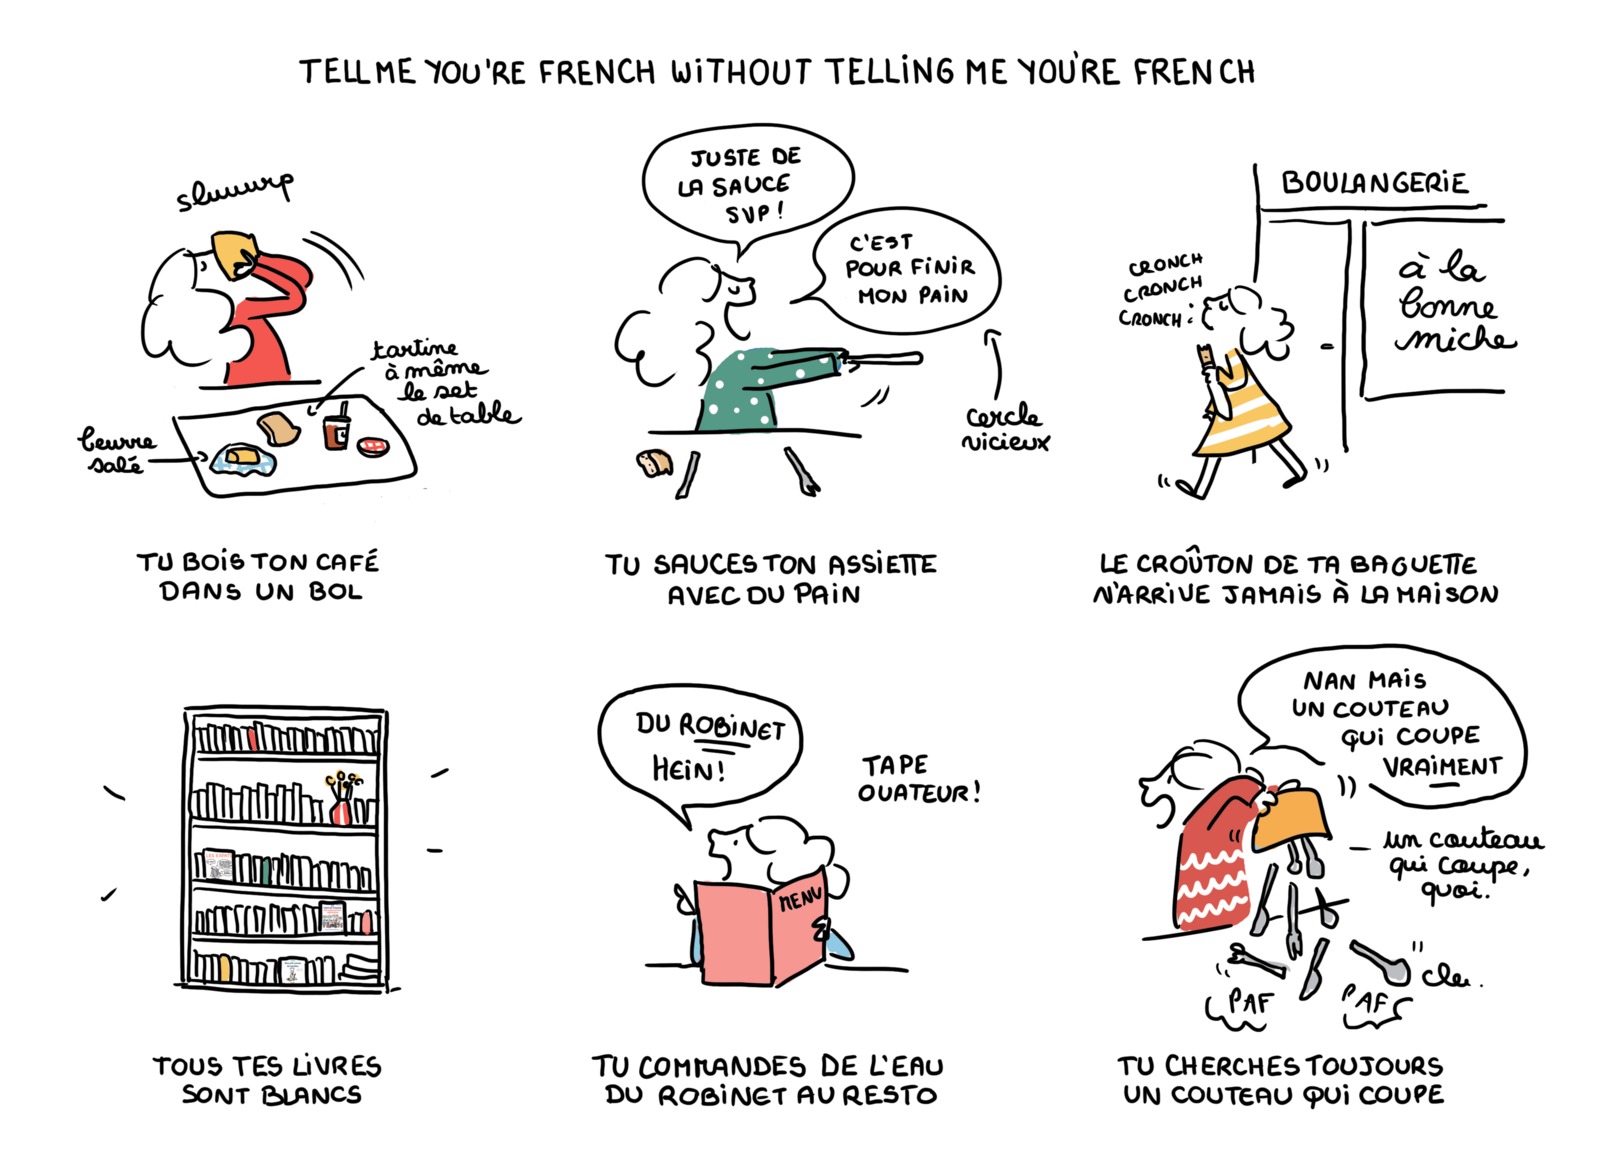 TELL ME YOU'RE FRENCH WITHOUT TELLING ME YOU'RE FRENCH
sluuurp
tartine
à même
le set
de table
beurre
salé
TU BOIS TON CAFÉ
DANS UN BOL
JUSTE DE
LA SAUCE
SVP !
C'EST
POUR FINIR
MON PAIN
cercle
vicieux
TU SAUCES TON ASSIETTE
AVEC DU PAIN
BOULANGERIE
à la
bonne
miche
CRONCH
CRONCH
CRONCH
LE CROÛTON DE TA BAGUETTE
N'ARRIVE JAMAIS À LA MAISON
TOUS TES LIVRES
SONT BLANCS
DU ROBINET
HEIN !
TAPE
OUATEUR !
MENU
TU COMMANDES DE L'EAU
DU ROBINET AU RESTO
NAN MAIS
UN COUTEAU
QUI COUPE
VRAIMENT
un couteau
qui coupe,
quoi.
PAF
PAF
TU CHERCHES TOUJOURS
UN COUTEAU QUI COUPE